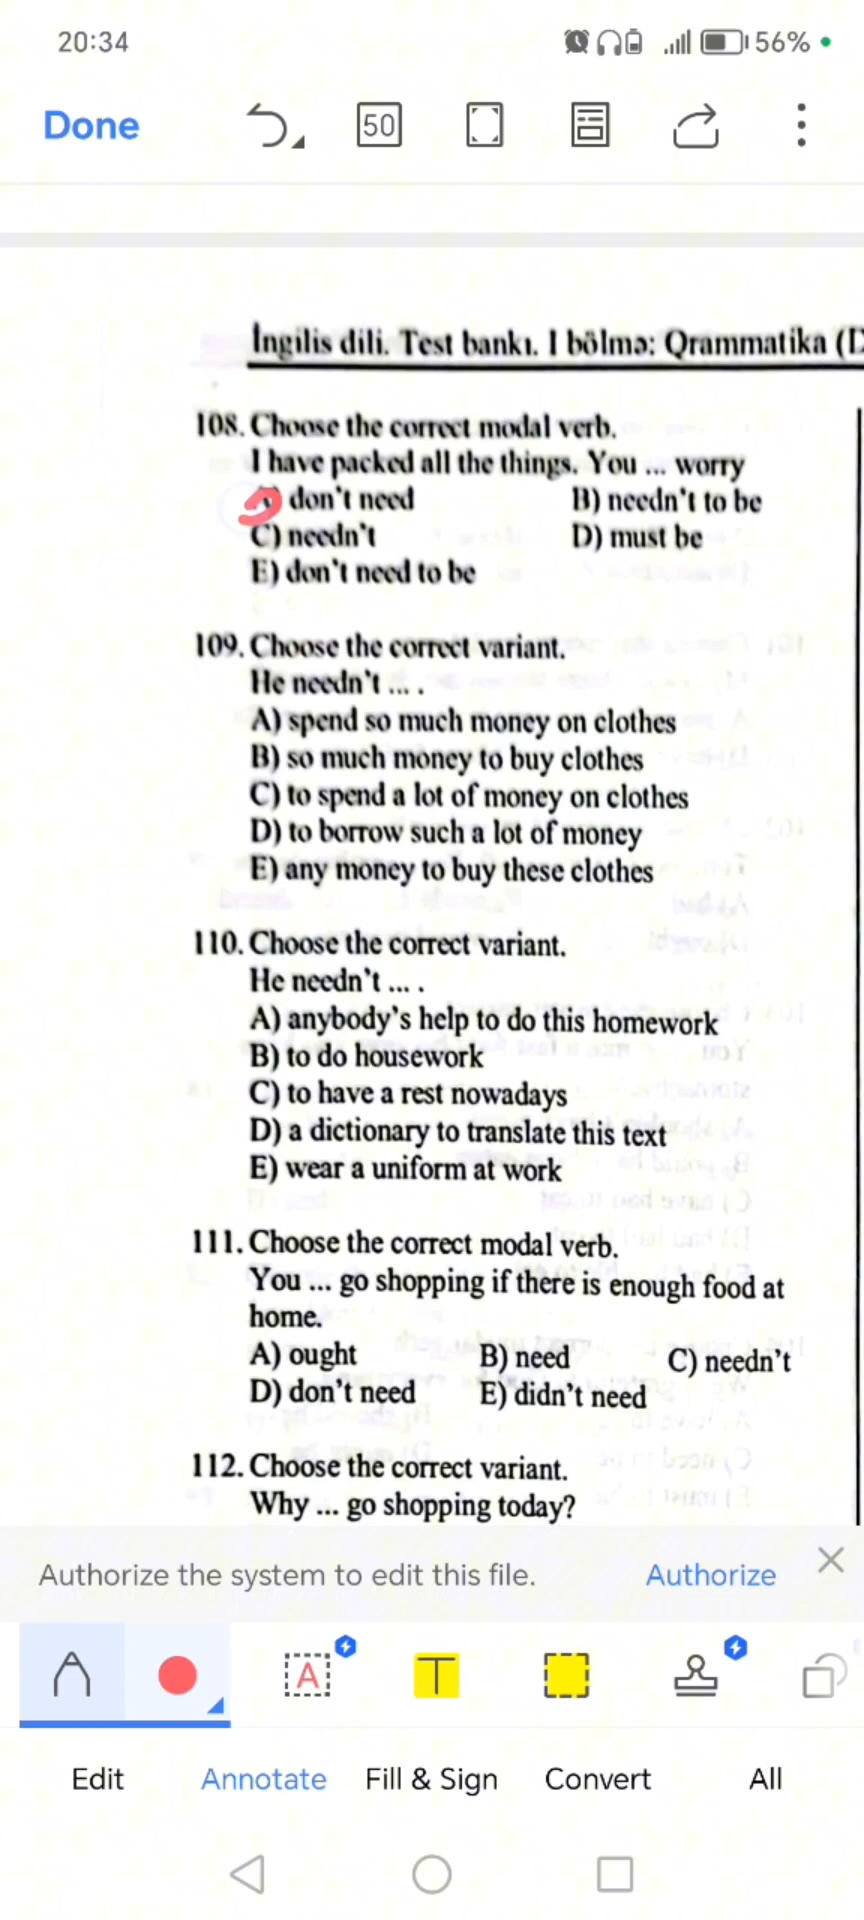 20:34
56%
Done
50
İngilis dili. Test bankı. I bölmə: Qrammatika (
108. Choose the correct modal verb.
I have packed all the things. You ... worry
don't need B) needn't to be
C) needn't D) must be
E) don't need to be
109. Choose the correct variant.
He needn't ... .
A) spend so much money on clothes
B) so much money to buy clothes
C) to spend a lot of money on clothes
D) to borrow such a lot of money
E) any money to buy these clothes
110. Choose the correct variant.
He needn't ... .
A) anybody's help to do this homework
B) to do housework
C) to have a rest nowadays
D) a dictionary to translate this text
E) wear a uniform at work
111. Choose the correct modal verb.
You ... go shopping if there is enough food at
home.
A) ought B) need C) needn't
D) don't need E) didn't need
112. Choose the correct variant.
Why ... go shopping today?
Authorize the system to edit this file. Authorize
A T
Edit Annotate Fill & Sign Convert All